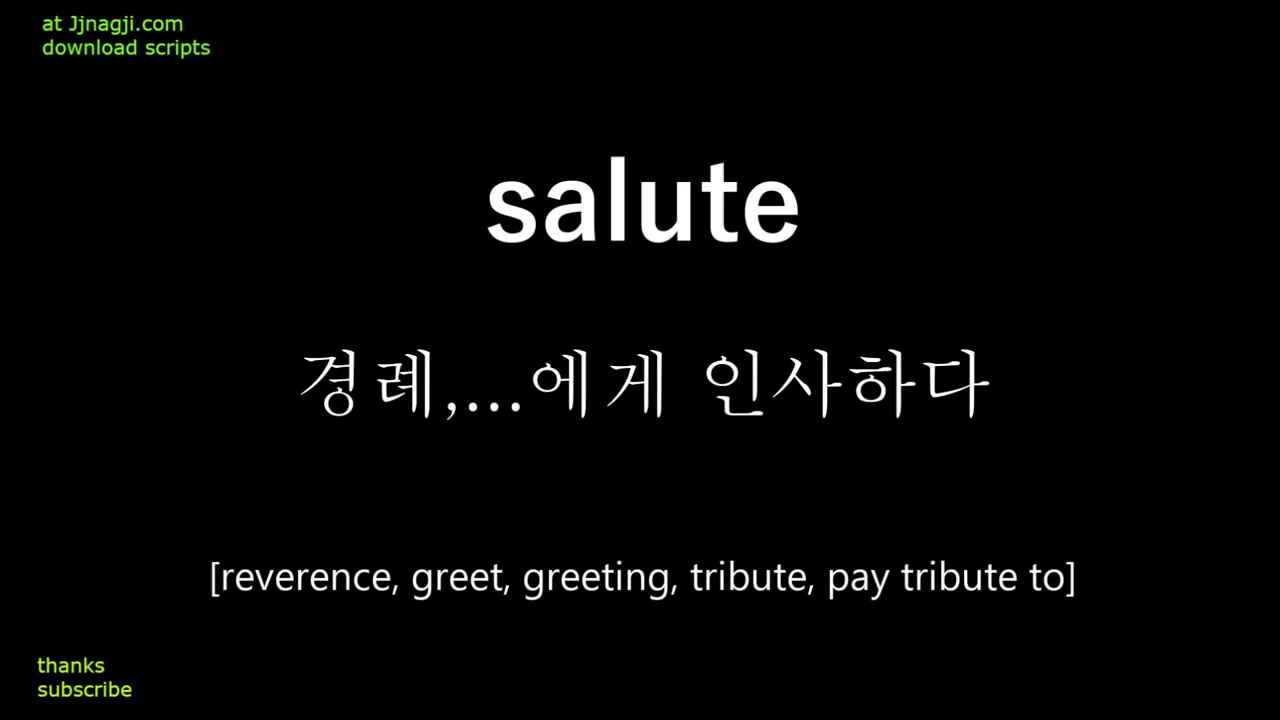 at Jjnagji.com
download scripts
salute
경례,...에게 인사하다
[reverence, greet, greeting, tribute, pay tribute to]
thanks
subscribe